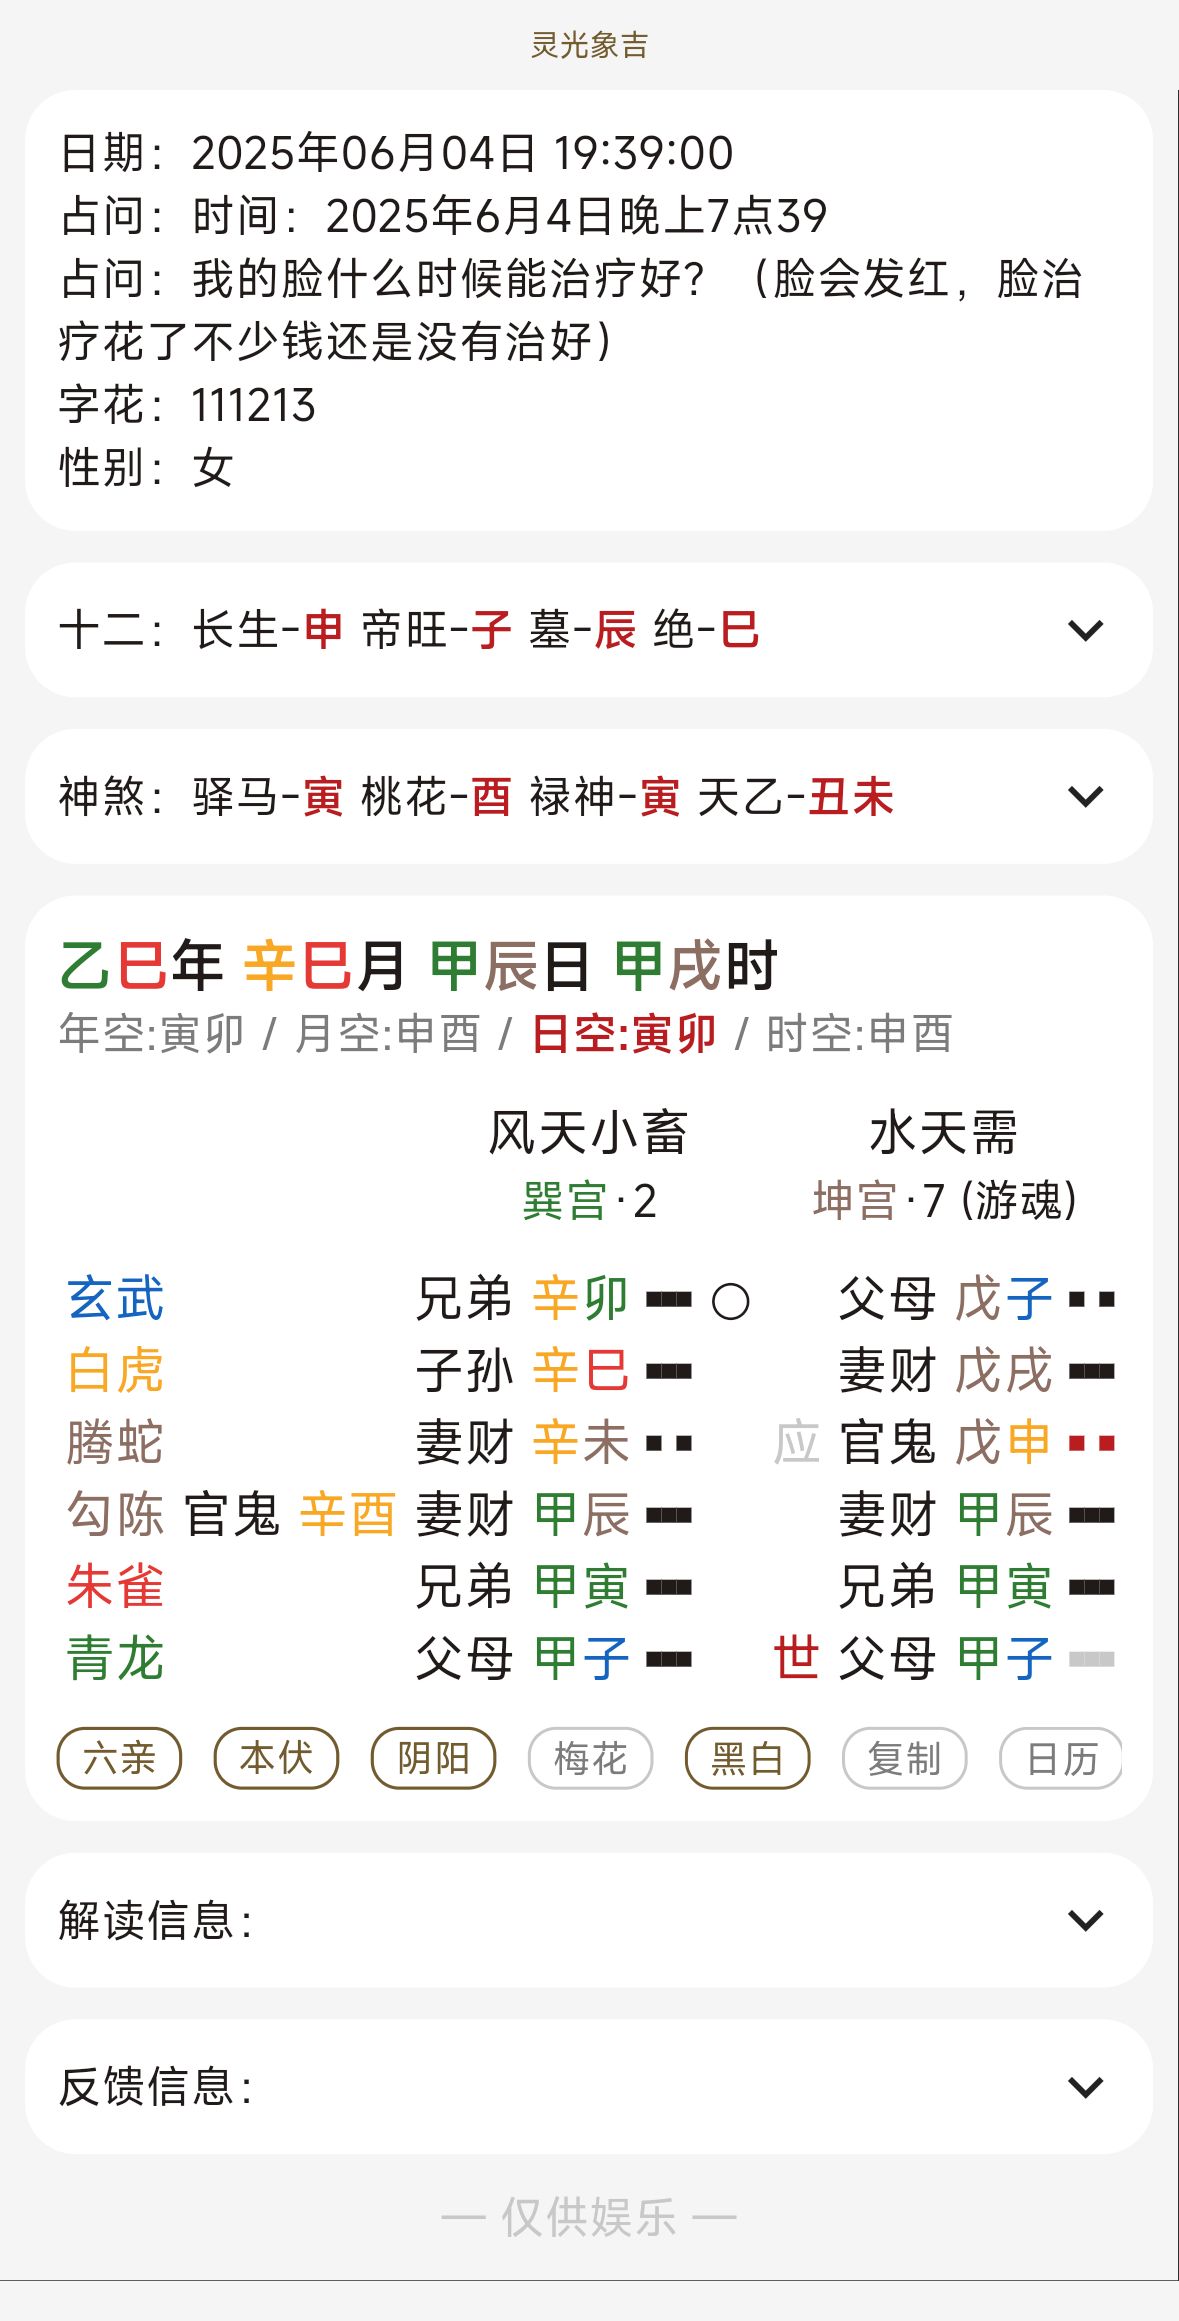 灵光象吉
日期：2025年06月04日 19:39:00
占问：时间：2025年6月4日晚上7点39
占问：我的脸什么时候能治疗好？（脸会发红，脸治
疗花了不少钱还是没有治好）
字花：111213
性别：女
十二：长生-申 帝旺-子 墓-辰 绝-巳
神煞：驿马-寅 桃花-酉 禄神-寅 天乙-丑未
乙巳年 辛巳月 甲辰日 甲戌时
年空:寅卯 / 月空:申酉 / 日空:寅卯 / 时空:申酉
风天小畜 水天需
巽宫·2 坤宫·7 (游魂)
玄武 兄弟 辛卯 ○ 父母 戊子
白虎 子孙 辛巳 妻财 戊戌
腾蛇 妻财 辛未 应 官鬼 戊申
勾陈 官鬼 辛酉 妻财 甲辰 妻财 甲辰
朱雀 兄弟 甲寅 兄弟 甲寅
青龙 父母 甲子 世 父母 甲子
六亲 本伏 阴阳 梅花 黑白 复制 日历
解读信息：
反馈信息：
— 仅供娱乐 —